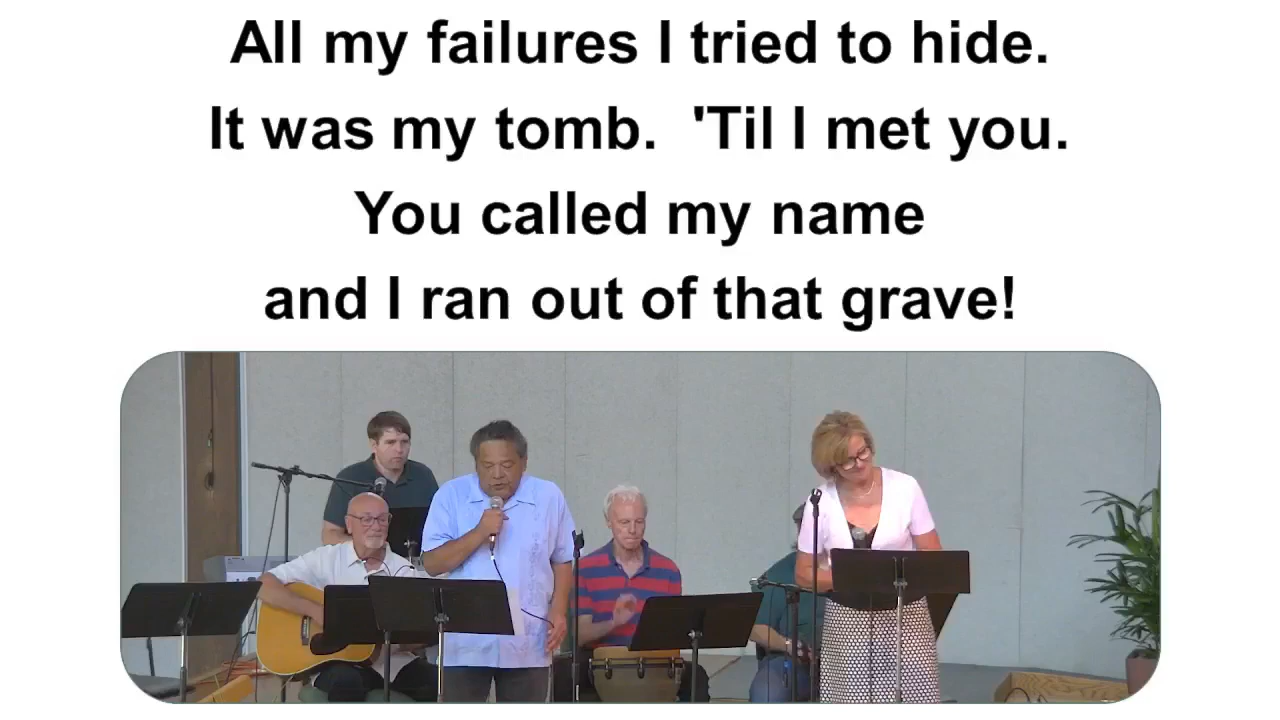 All my failures I tried to hide.
It was my tomb.  'Til I met you.
You called my name
and I ran out of that grave!